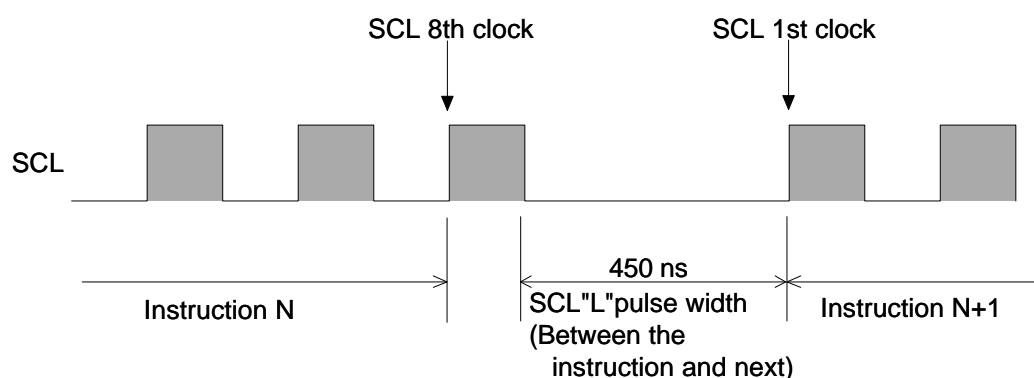 SCL 8th clock
SCL 1st clock
SCL
450 ns
Instruction N
SCL"L"pulse width
(Between the
instruction and next)
Instruction N+1